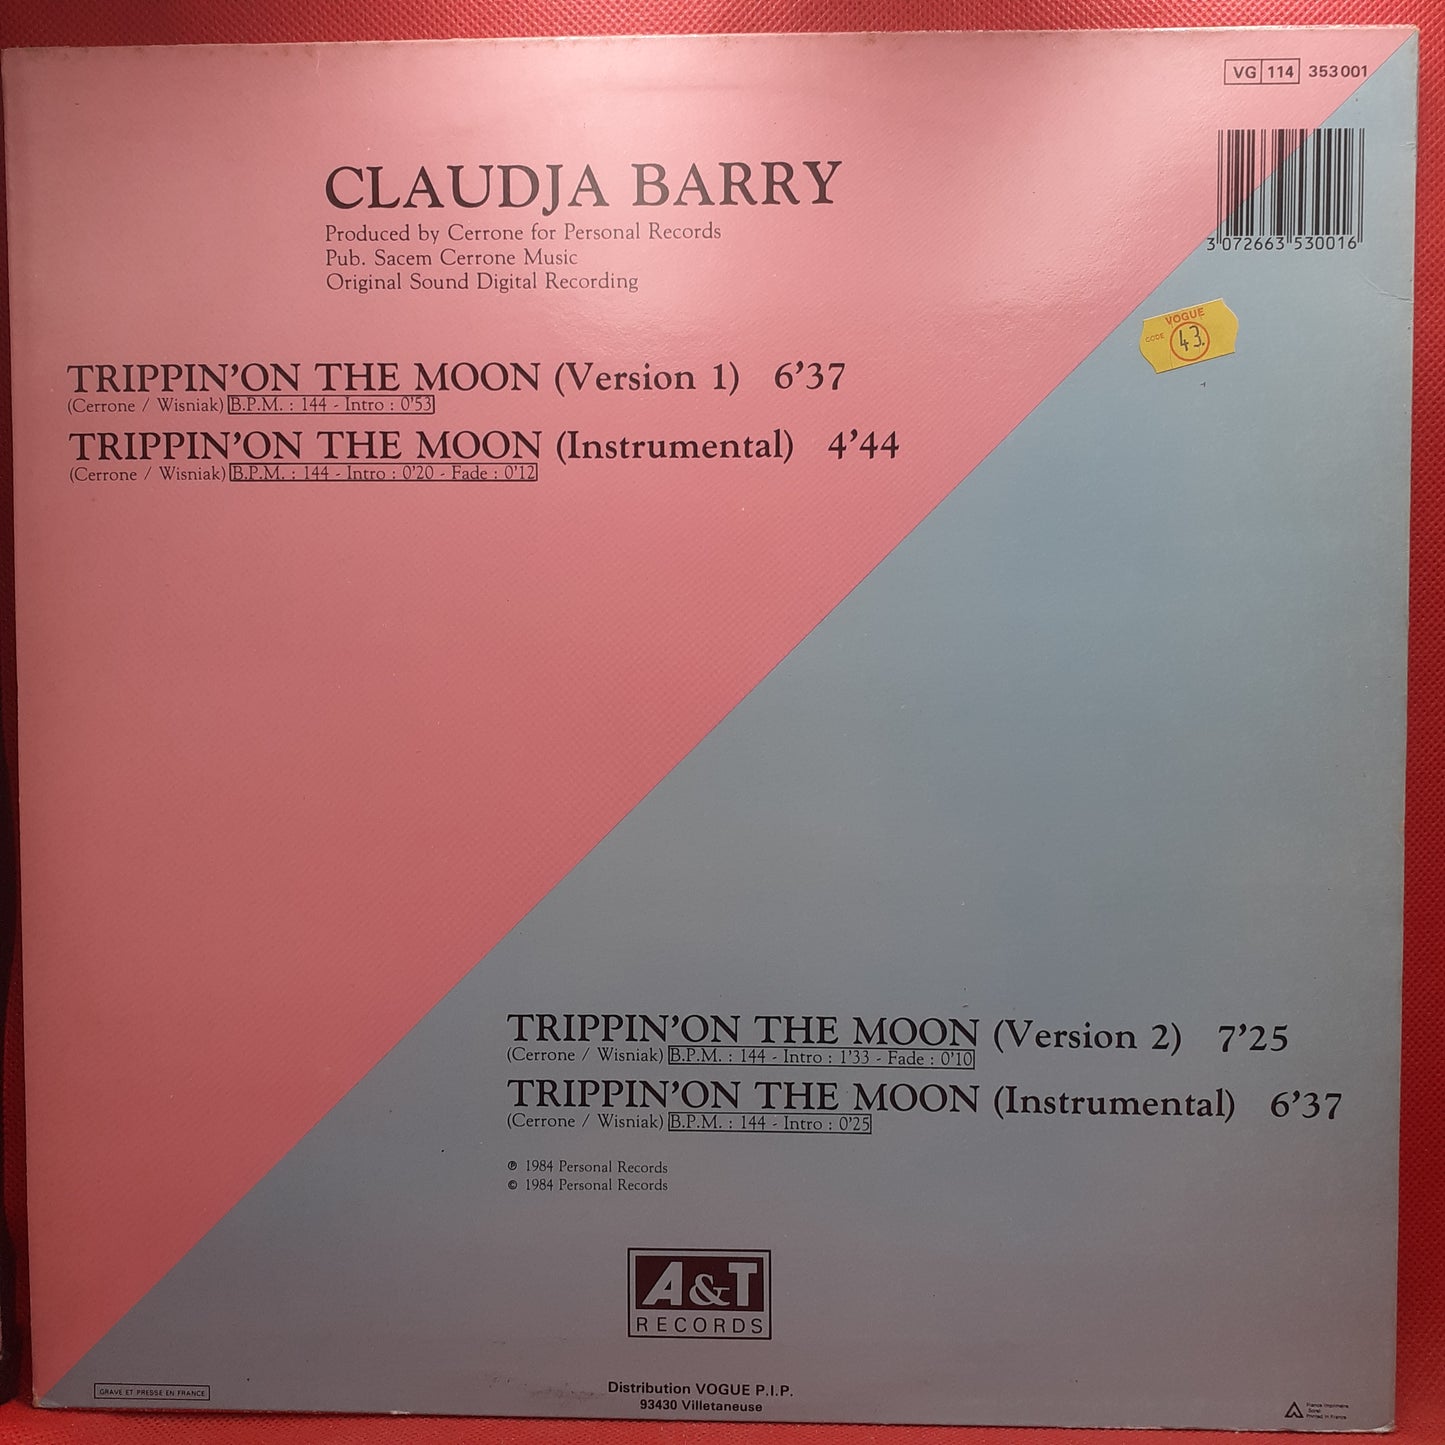 VG 114 353001
3 072663 530016
CLAUDJA BARRY
Produced by Cerrone for Personal Records
Pub. Sacem Cerrone Music
Original Sound Digital Recording
VOGUE
CODE 43.
TRIPPIN'ON THE MOON (Version 1) 6'37
(Cerrone / Wisniak) B.P.M. : 144 - Intro : 0'53
TRIPPIN'ON THE MOON (Instrumental) 4'44
(Cerrone / Wisniak) B.P.M. : 144 - Intro : 0'20 - Fade : 0'12
TRIPPIN'ON THE MOON (Version 2) 7'25
(Cerrone / Wisniak) B.P.M. : 144 - Intro : 1'33 - Fade : 0'10
TRIPPIN'ON THE MOON (Instrumental) 6'37
(Cerrone / Wisniak) B.P.M. : 144 - Intro : 0'25
℗ 1984 Personal Records
© 1984 Personal Records
A&T
RECORDS
GRAVE ET PRESSE EN FRANCE
Distribution VOGUE P.I.P.
93430 Villetaneuse
France Imprimerie
Printed in France